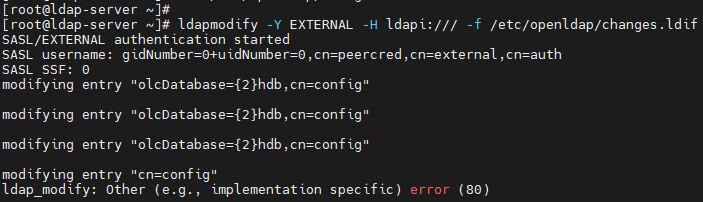 [root@ldap-server ~]#
[root@ldap-server ~]# ldapmodify -Y EXTERNAL -H ldapi:/// -f /etc/openldap/changes.ldif
SASL/EXTERNAL authentication started
SASL username: gidNumber=0+uidNumber=0,cn=peercred,cn=external,cn=auth
SASL SSF: 0
modifying entry "olcDatabase={2}hdb,cn=config"
modifying entry "olcDatabase={2}hdb,cn=config"
modifying entry "olcDatabase={2}hdb,cn=config"
modifying entry "cn=config"
ldap_modify: Other (e.g., implementation specific) error (80)